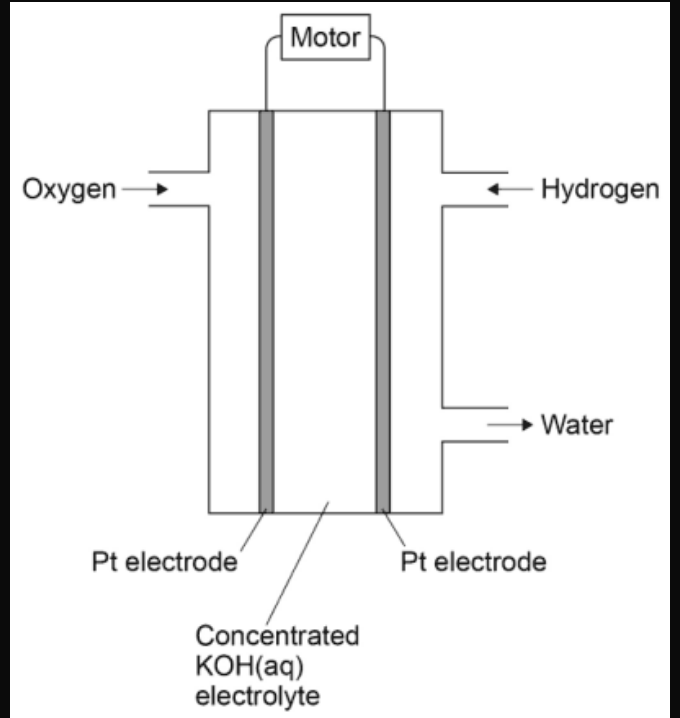 Motor
Oxygen
Hydrogen
Water
Pt electrode
Pt electrode
Concentrated
KOH(aq)
electrolyte